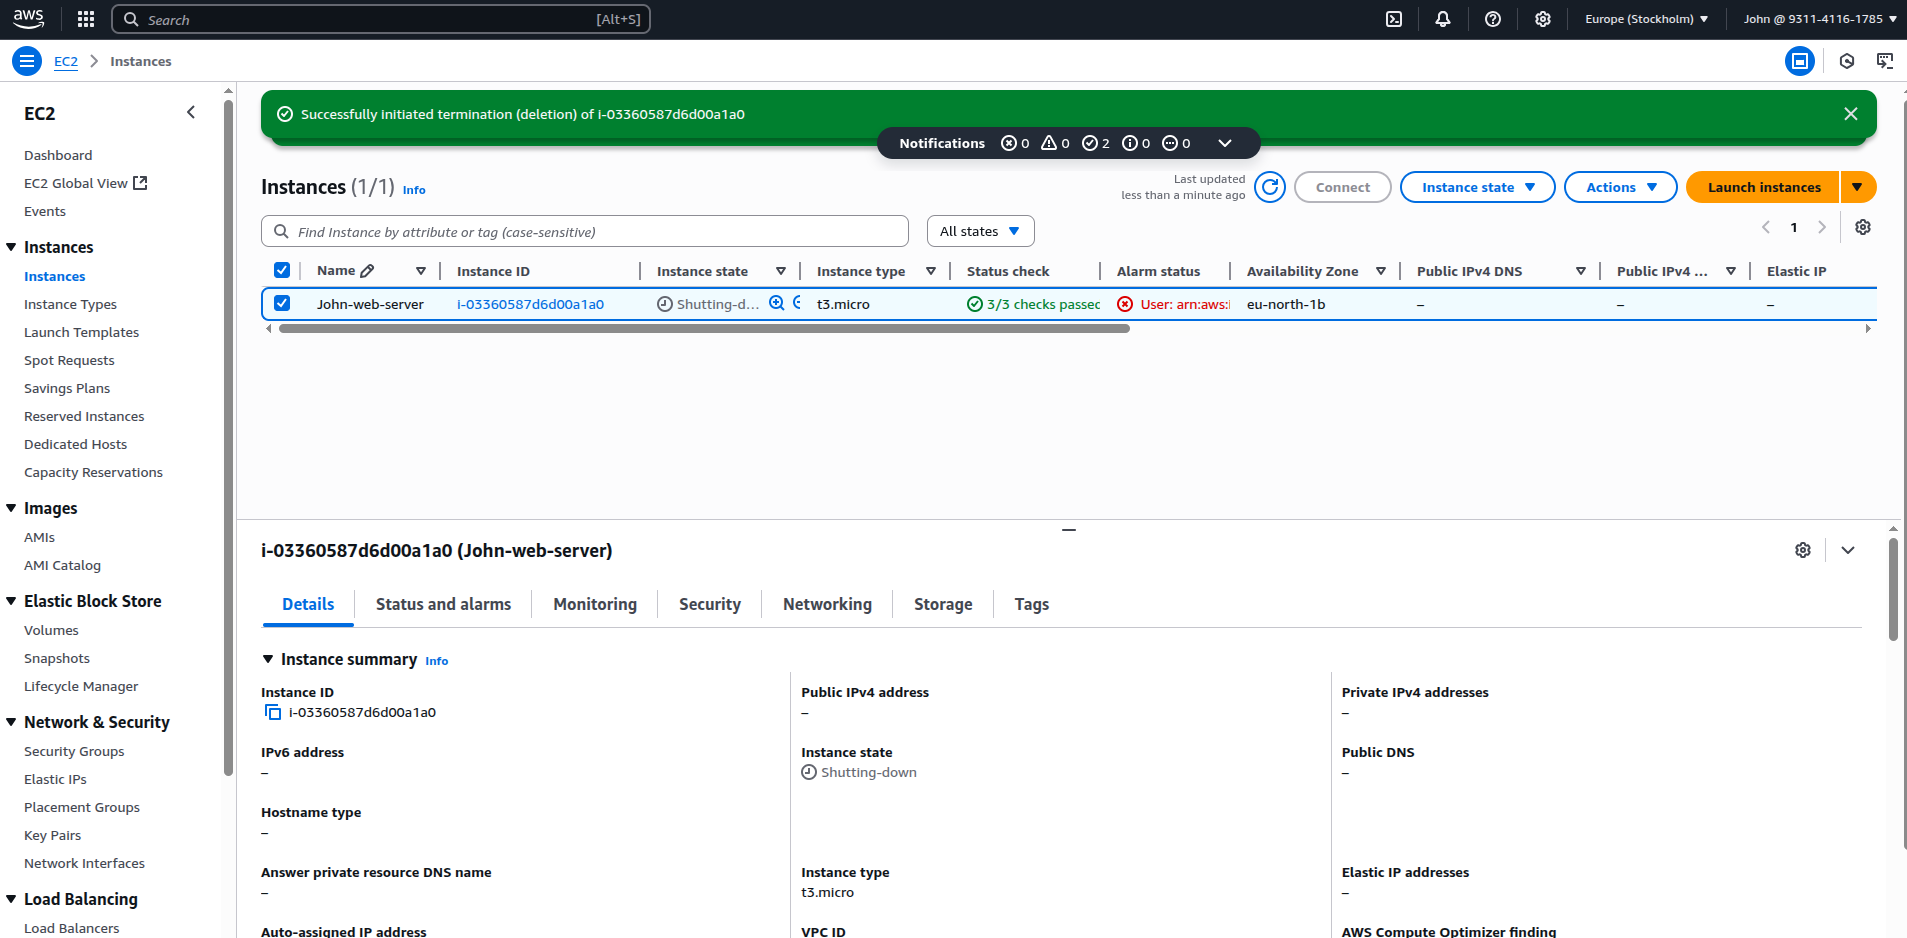 aws
Search [Alt+S]
Europe (Stockholm)
John @ 9311-4116-1785
EC2
Instances
EC2
Dashboard
EC2 Global View
Events
Instances
Instances
Instance Types
Launch Templates
Spot Requests
Savings Plans
Reserved Instances
Dedicated Hosts
Capacity Reservations
Images
AMIs
AMI Catalog
Elastic Block Store
Volumes
Snapshots
Lifecycle Manager
Network & Security
Security Groups
Elastic IPs
Placement Groups
Key Pairs
Network Interfaces
Load Balancing
Load Balancers
Successfully initiated termination (deletion) of i-03360587d6d00a1a0
Notifications 0 0 2 0 0
Instances (1/1) Info
Last updated
less than a minute ago
Connect
Instance state
Actions
Launch instances
Find Instance by attribute or tag (case-sensitive)
All states
1
Name Instance ID Instance state Instance type Status check Alarm status Availability Zone Public IPv4 DNS Public IPv4 ... Elastic IP
John-web-server i-03360587d6d00a1a0 Shutting-d... t3.micro 3/3 checks passec User: arn:aws: eu-north-1b – – –
i-03360587d6d00a1a0 (John-web-server)
Details Status and alarms Monitoring Security Networking Storage Tags
Instance summary Info
Instance ID
i-03360587d6d00a1a0
Public IPv4 address
–
Private IPv4 addresses
–
IPv6 address
–
Instance state
Shutting-down
Public DNS
–
Hostname type
–
Answer private resource DNS name
–
Instance type
t3.micro
Elastic IP addresses
–
Auto-assigned IP address
VPC ID
AWS Compute Optimizer finding